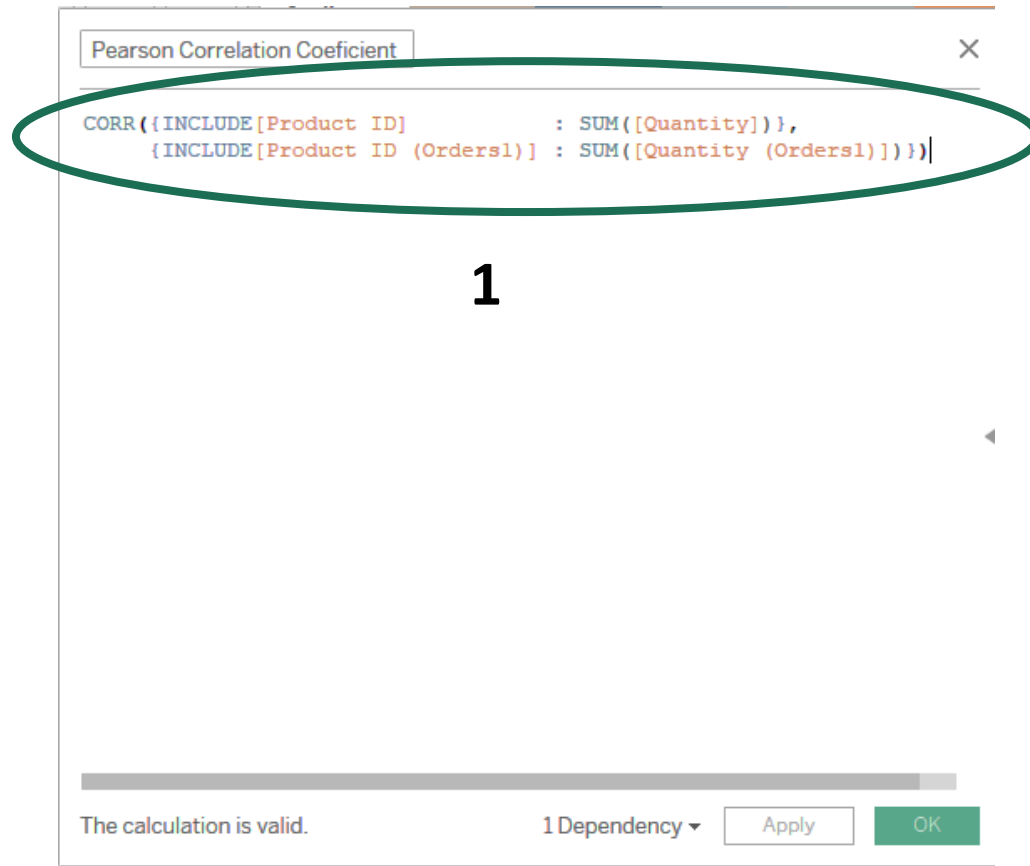 Pearson Correlation Coeficient
CORR({INCLUDE[Product ID] : SUM([Quantity])},
{INCLUDE[Product ID (Orders1)] : SUM([Quantity (Orders1)])})
1
The calculation is valid. 1 Dependency Apply OK